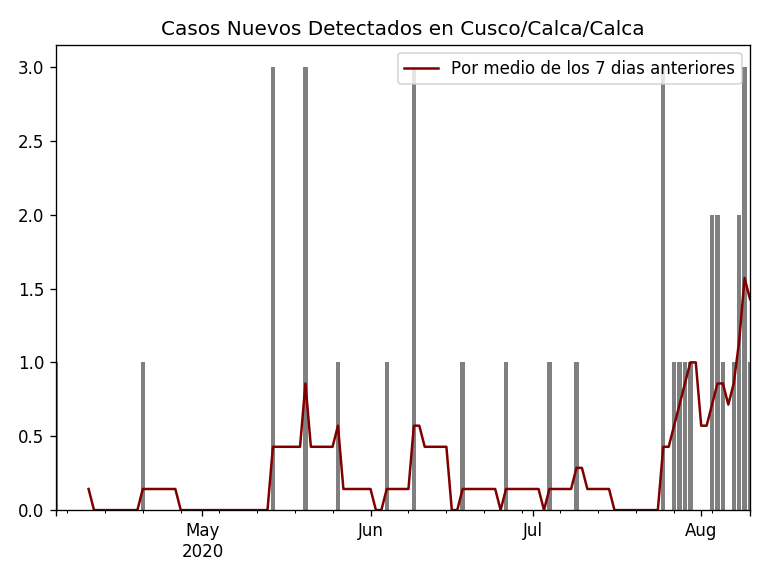 Casos Nuevos Detectados en Cusco/Calca/Calca
Por medio de los 7 dias anteriores
3.0
2.5
2.0
1.5
1.0
0.5
0.0
May
2020
Jun
Jul
Aug